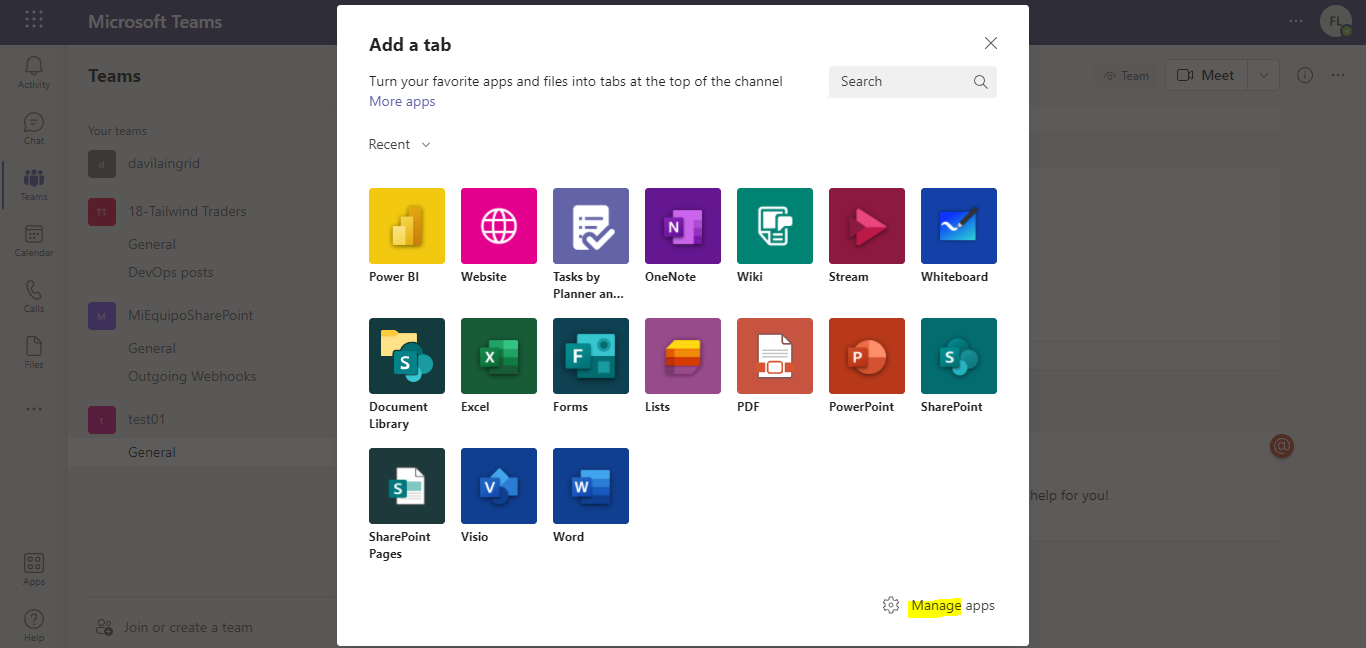 Microsoft Teams
FL
Activity
Chat
Teams
Calendar
Calls
Files
Apps
Help
Teams
Your teams
d
davilaingrid
TT
18-Tailwind Traders
General
DevOps posts
M
MiEquipoSharePoint
General
Outgoing Webhooks
t
test01
General
Join or create a team
Add a tab
Turn your favorite apps and files into tabs at the top of the channel
More apps
Search
Recent
Power BI
Website
Tasks by
Planner an...
N
OneNote
Wiki
Stream
Whiteboard
S
Document
Library
X
Excel
F
Forms
Lists
PDF
P
PowerPoint
S
SharePoint
S
SharePoint
Pages
V
Visio
W
Word
Manage apps
Team
Meet
@
help for you!